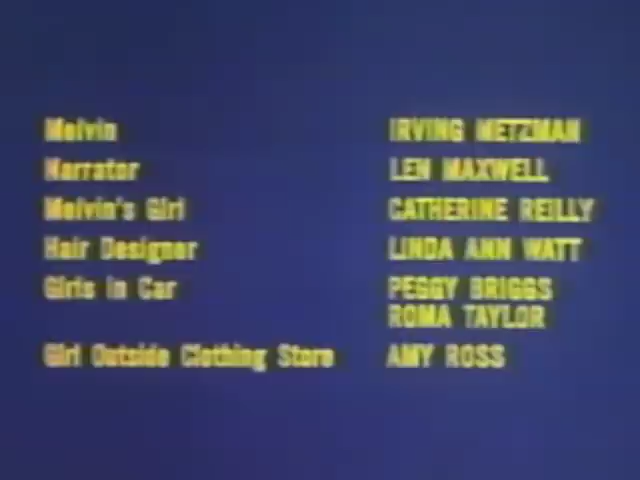 Melvin IRVING METZMAN
Narrator LEN MAXWELL
Melvin's Girl CATHERINE REILLY
Hair Designer LINDA ANN WATT
Girls in Car PEGGY BRIGGS
ROMA TAYLOR
Girl Outside Clothing Store AMY ROSS